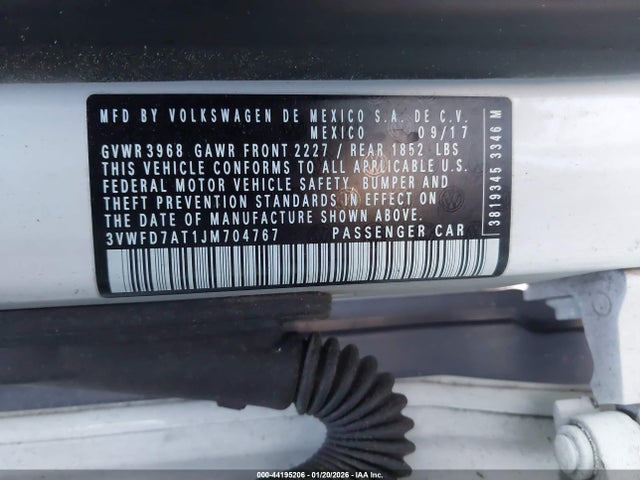 MFD BY VOLKSWAGEN DE MEXICO S.A. DE C.V.
MEXICO 09/17
GVWR 3968 GAWR FRONT 2227 / REAR 1852 LBS
THIS VEHICLE CONFORMS TO ALL APPLICABLE U.S.
FEDERAL MOTOR VEHICLE SAFETY, BUMPER AND
THEFT PREVENTION STANDARDS IN EFFECT ON
THE DATE OF MANUFACTURE SHOWN ABOVE.
3VWFD7AT1JM704767 PASSENGER CAR
3819345 3346 M
000-44195206 - 01/20/2026 - IAA Inc.